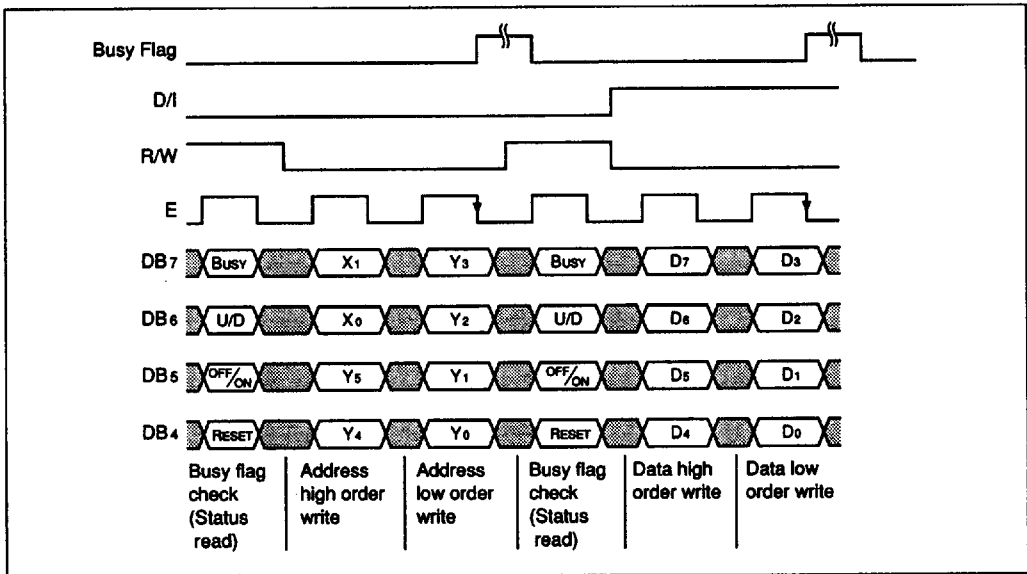 Busy Flag
D/I
R/W
E
DB7 BUSY X1 Y3 BUSY D7 D3
DB6 U/D X0 Y2 U/D D6 D2
DB5 OFF/ON Y5 Y1 OFF/ON D5 D1
DB4 RESET Y4 Y0 RESET D4 D0
Busy flag
check
(Status
read)
Address
high order
write
Address
low order
write
Busy flag
check
(Status
read)
Data high
order write
Data low
order write